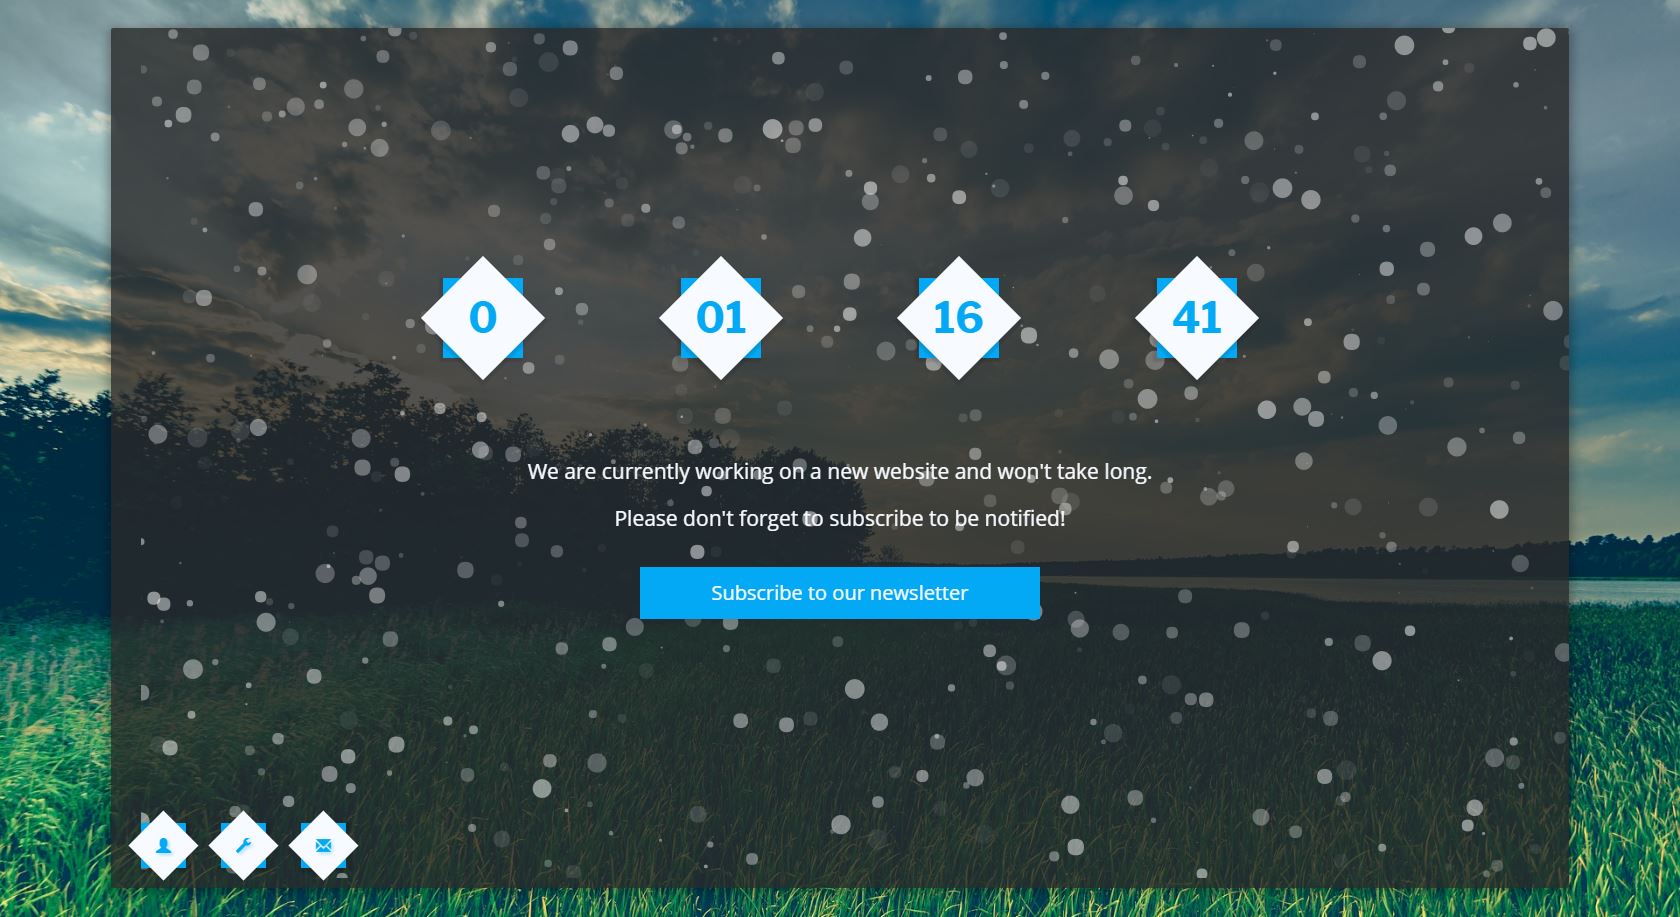 0
01
16
41
We are currently working on a new website and won't take long.
Please don't forget to subscribe to be notified!
Subscribe to our newsletter